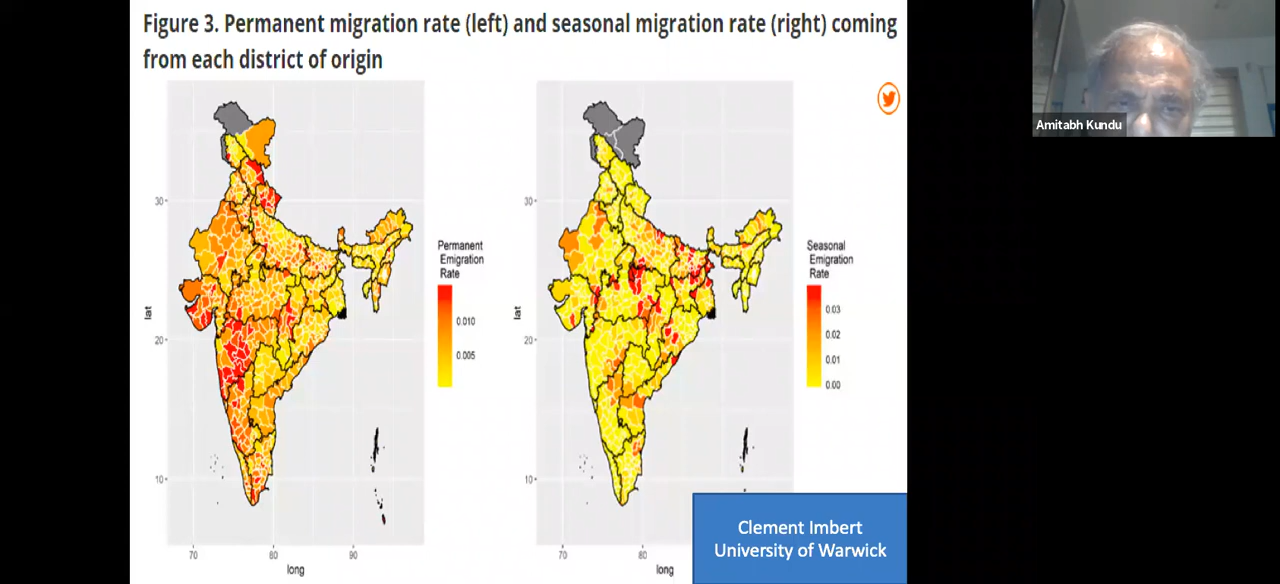 Figure 3. Permanent migration rate (left) and seasonal migration rate (right) coming
from each district of origin
Amitabh Kundu
lat
30
20
10
70
80
90
long
Permanent
Emigration
Rate
0.010
0.005
lat
30
20
10
70
80
long
Seasonal
Emigration
Rate
0.03
0.02
0.01
0.00
Clement Imbert
University of Warwick